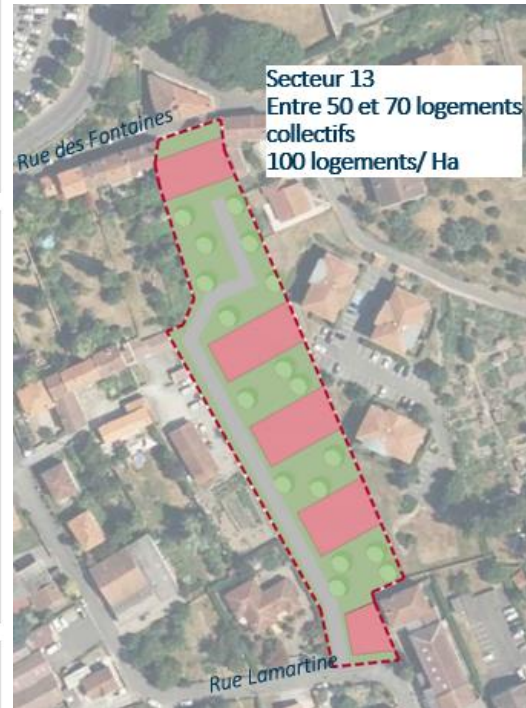 Secteur 13
Entre 50 et 70 logements
collectifs
100 logements/ Ha
Rue des Fontaines
Rue Lamartine